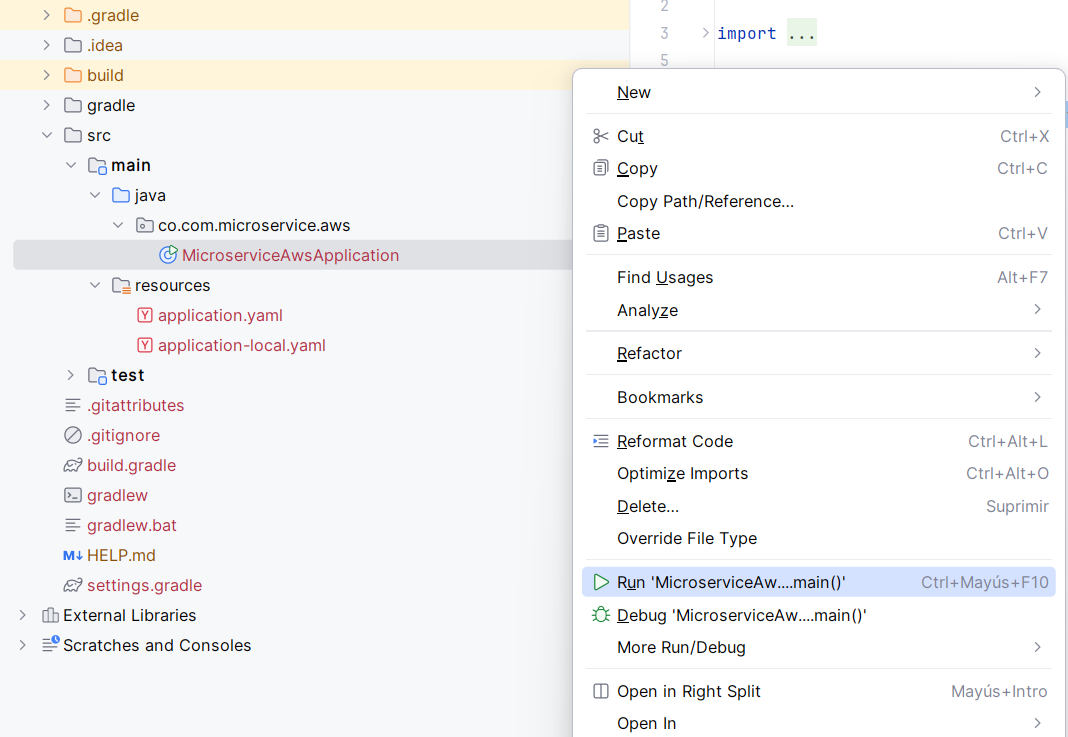 .gradle
.idea
build
gradle
src
main
java
co.com.microservice.aws
MicroserviceAwsApplication
resources
application.yaml
application-local.yaml
test
.gitattributes
.gitignore
build.gradle
gradlew
gradlew.bat
HELP.md
settings.gradle
External Libraries
Scratches and Consoles
2
3 import ...
5
New
Cut Ctrl+X
Copy Ctrl+C
Copy Path/Reference...
Paste Ctrl+V
Find Usages Alt+F7
Analyze
Refactor
Bookmarks
Reformat Code Ctrl+Alt+L
Optimize Imports Ctrl+Alt+O
Delete... Suprimir
Override File Type
Run 'MicroserviceAw....main()' Ctrl+Mayús+F10
Debug 'MicroserviceAw....main()'
More Run/Debug
Open in Right Split Mayús+Intro
Open In